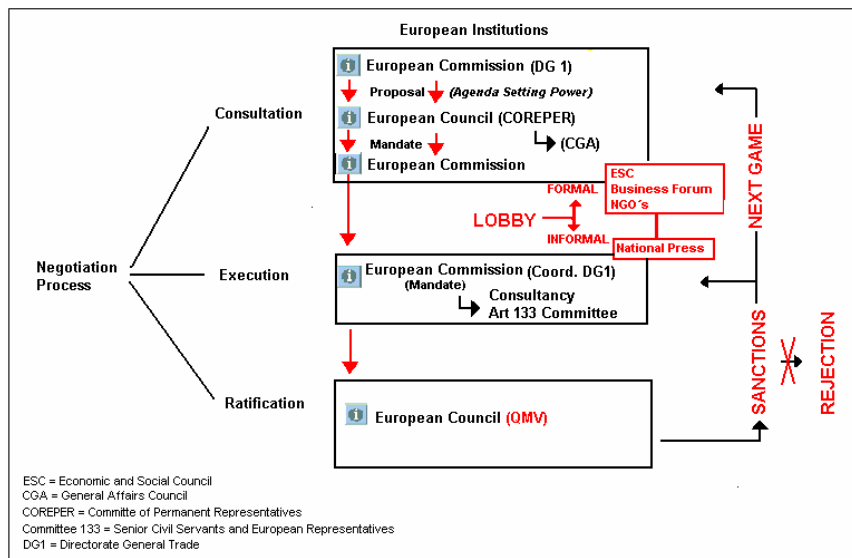 European Institutions
European Commission (DG 1)
Proposal (Agenda Setting Power)
Consultation
European Council (COREPER)
Mandate
(CGA)
European Commission
ESC
Business Forum
NGO´s
FORMAL
LOBBY
INFORMAL
National Press
NEXT GAME
Negotiation
Process
Execution
European Commission (Coord. DG1)
(Mandate)
Consultancy
Art 133 Committee
SANCTIONS
REJECTION
Ratification
European Council (QMV)
ESC = Economic and Social Council
CGA = General Affairs Council
COREPER = Committe of Permanent Representatives
Committee 133 = Senior Civil Servants and European Representatives
DG1 = Directorate General Trade